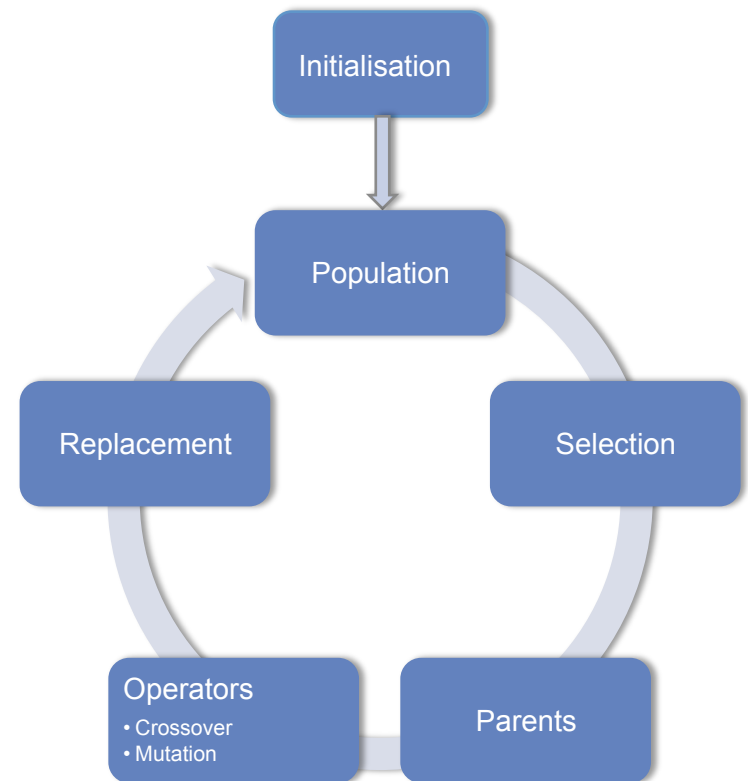 Initialisation
Population
Selection
Replacement
Parents
Operators
• Crossover
• Mutation